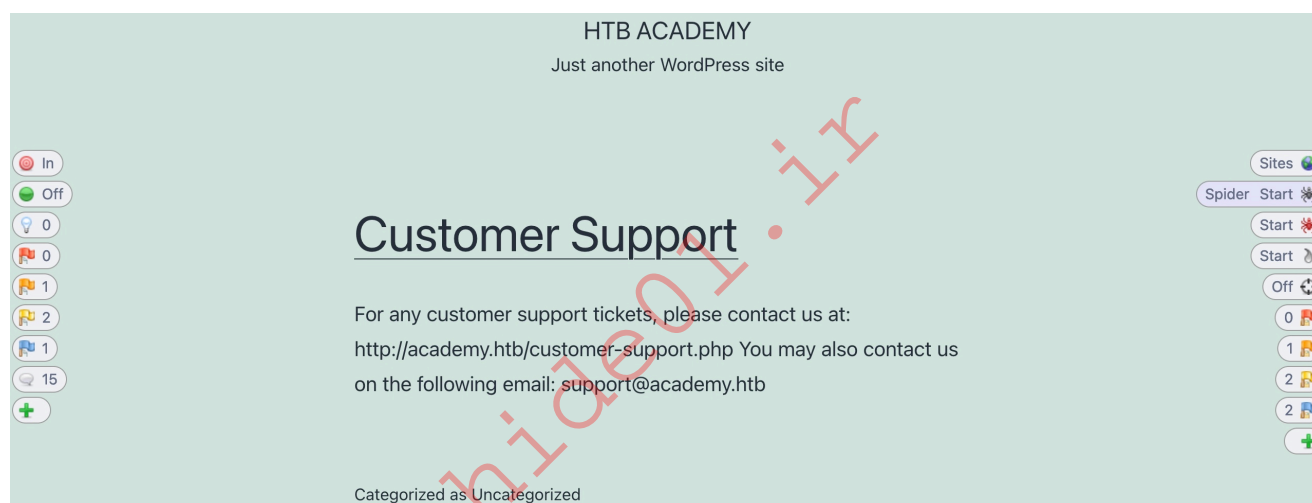 HTB ACADEMY
Just another WordPress site
In
Off
0
0
1
2
1
15
Sites
Spider Start
Start
Start
Off
0
1
2
2
Customer Support
For any customer support tickets, please contact us at:
http://academy.htb/customer-support.php You may also contact us
on the following email: support@academy.htb
Categorized as Uncategorized
hide01.ir